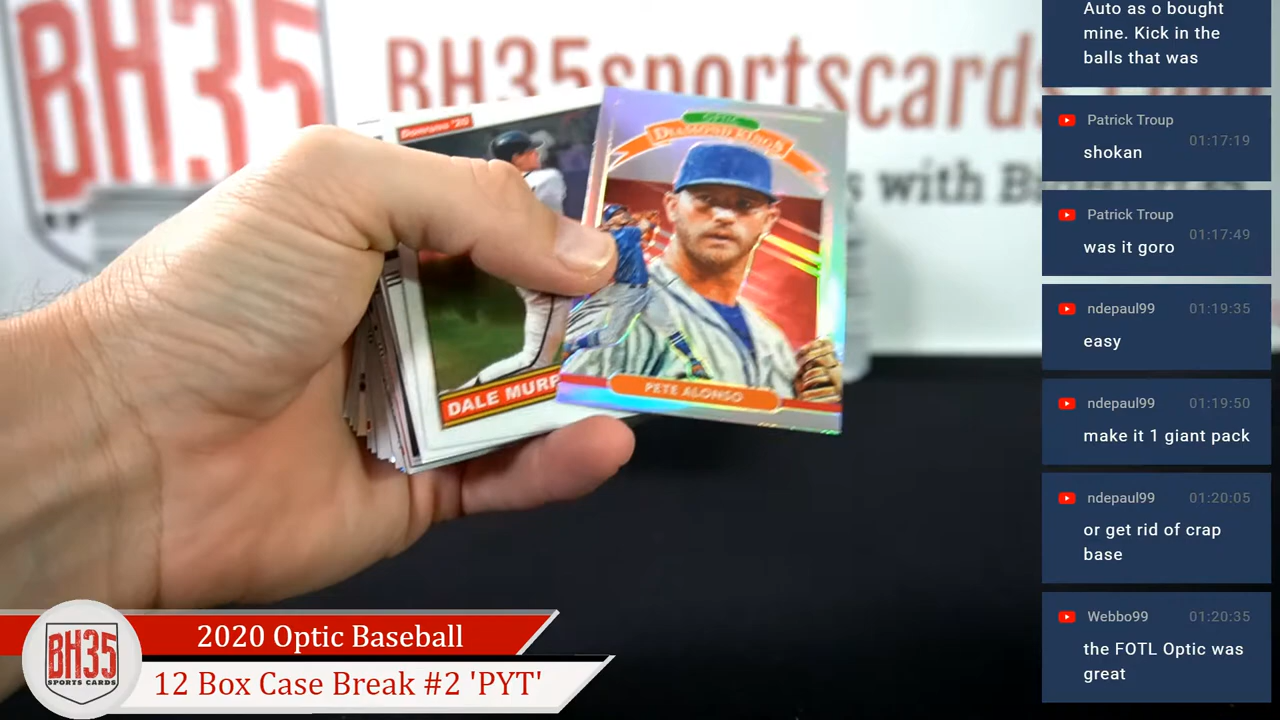 BH35
BH35sportscards
s with B
Donruss '20
DALE MURP
OPTIC
Diamond Kings
PETE ALONSO
Auto as o bought
mine. Kick in the
balls that was
Patrick Troup
01:17:19
shokan
Patrick Troup
01:17:49
was it goro
ndepaul99
01:19:35
easy
ndepaul99
01:19:50
make it 1 giant pack
ndepaul99
01:20:05
or get rid of crap
base
Webbo99
01:20:35
the FOTL Optic was
great
2020 Optic Baseball
12 Box Case Break #2 'PYT'
BH35
SPORTS CARDS